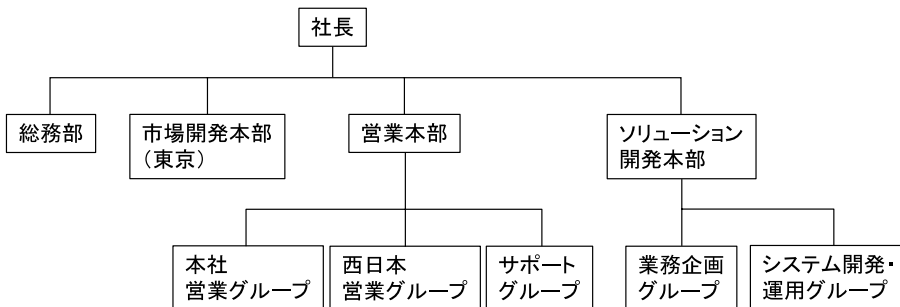 社長
総務部
市場開発本部
（東京）
営業本部
ソリューション
開発本部
本社
営業グループ
西日本
営業グループ
サポート
グループ
業務企画
グループ
システム開発・
運用グループ